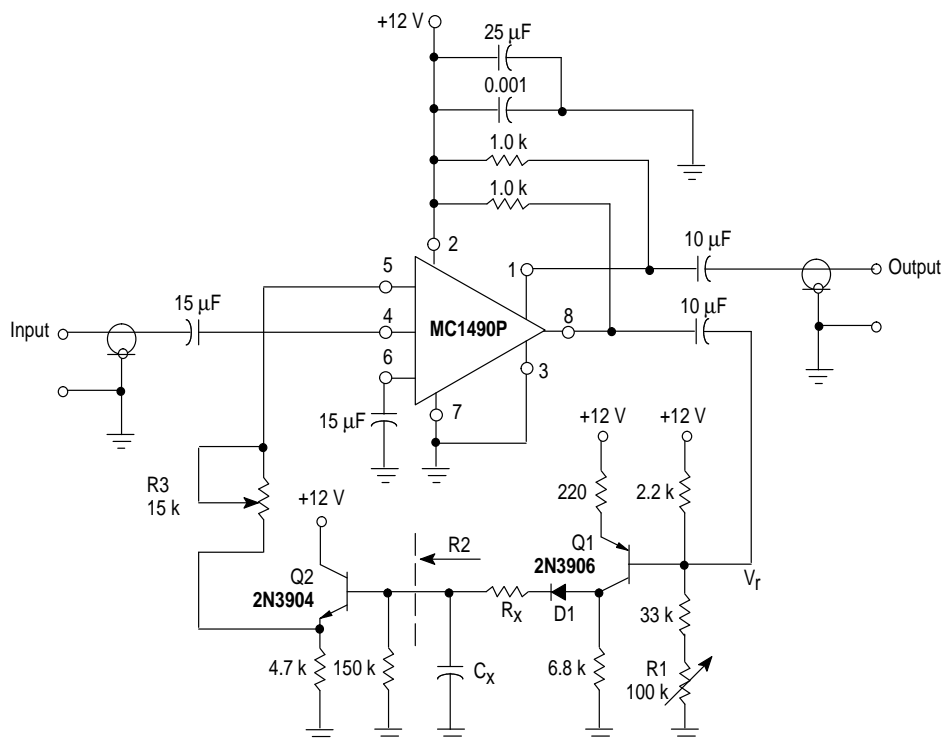 +12 V
25 µF
0.001
1.0 k
1.0 k
2
5
1
10 µF
Output
15 µF
Input
4
MC1490P
8
10 µF
6
3
15 µF
7
+12 V
+12 V
R3
15 k
+12 V
220
2.2 k
R2
Q1
2N3906
Q2
2N3904
Vr
Rx
D1
33 k
4.7 k
150 k
Cx
6.8 k
R1
100 k